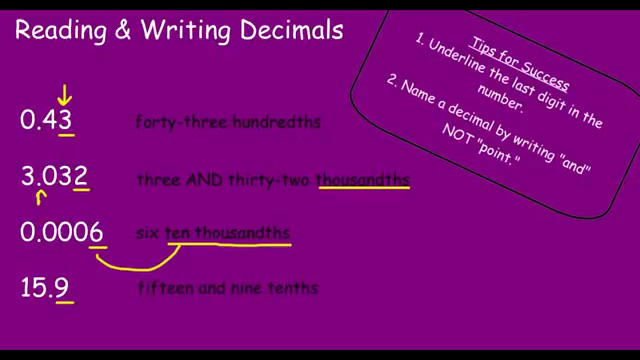 Reading & Writing Decimals
Tips for Success
1. Underline the last digit in the
number.
2. Name a decimal by writing "and"
NOT "point."
0.43 forty-three hundredths
3.032 three AND thirty-two thousandths
0.0006 six ten thousandths
15.9 fifteen and nine tenths